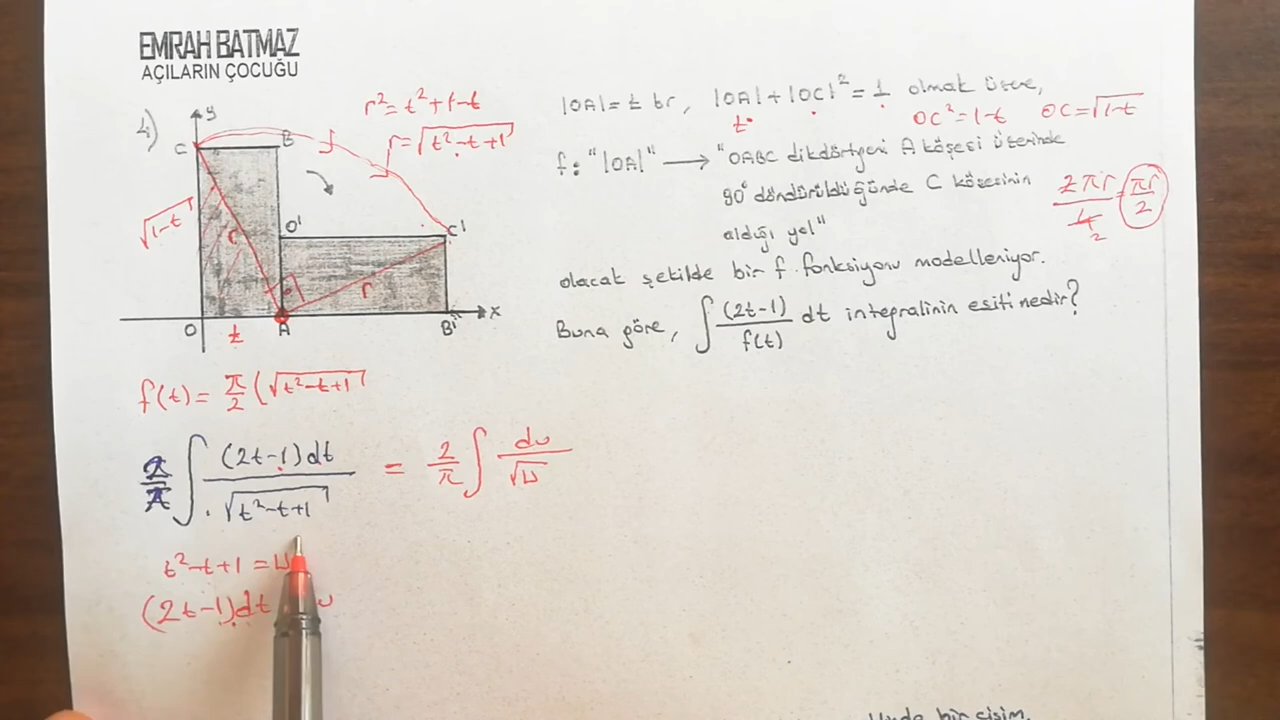 EMRAH BATMAZ
AÇILARIN ÇOCUĞU
4)
y
C
B
O'
C'
O
A
B'
x
√1-t
r
r
t
r²=t²+1-t
r=√t²-t+1
|OA|=t br, |OA|+|OC|²=1 olmak üzere,
t
OC²=1-t OC=√1-t
f: "|OA|" → "OABC dikdörtgeni A köşesi üzerinde
90° döndürüldüğünde C köşesinin
aldığı yol"
2πr/4 2
πr/2
olacak şekilde bir f fonksiyonu modelleniyor.
Buna göre, ∫(2t-1)/f(t) dt integralinin eşiti nedir?
f(t)=π/2(√t²-t+1
2/π ∫(2t-1)dt/√t²-t+1 = 2/π ∫du/√u
t²-t+1=u
(2t-1)dt u
bir cisim.